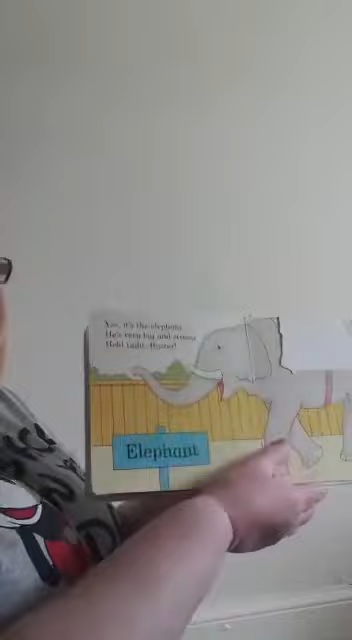 Yes, it's the elephant.
He's very big and strong.
Hold tight, Buster!
Elephant